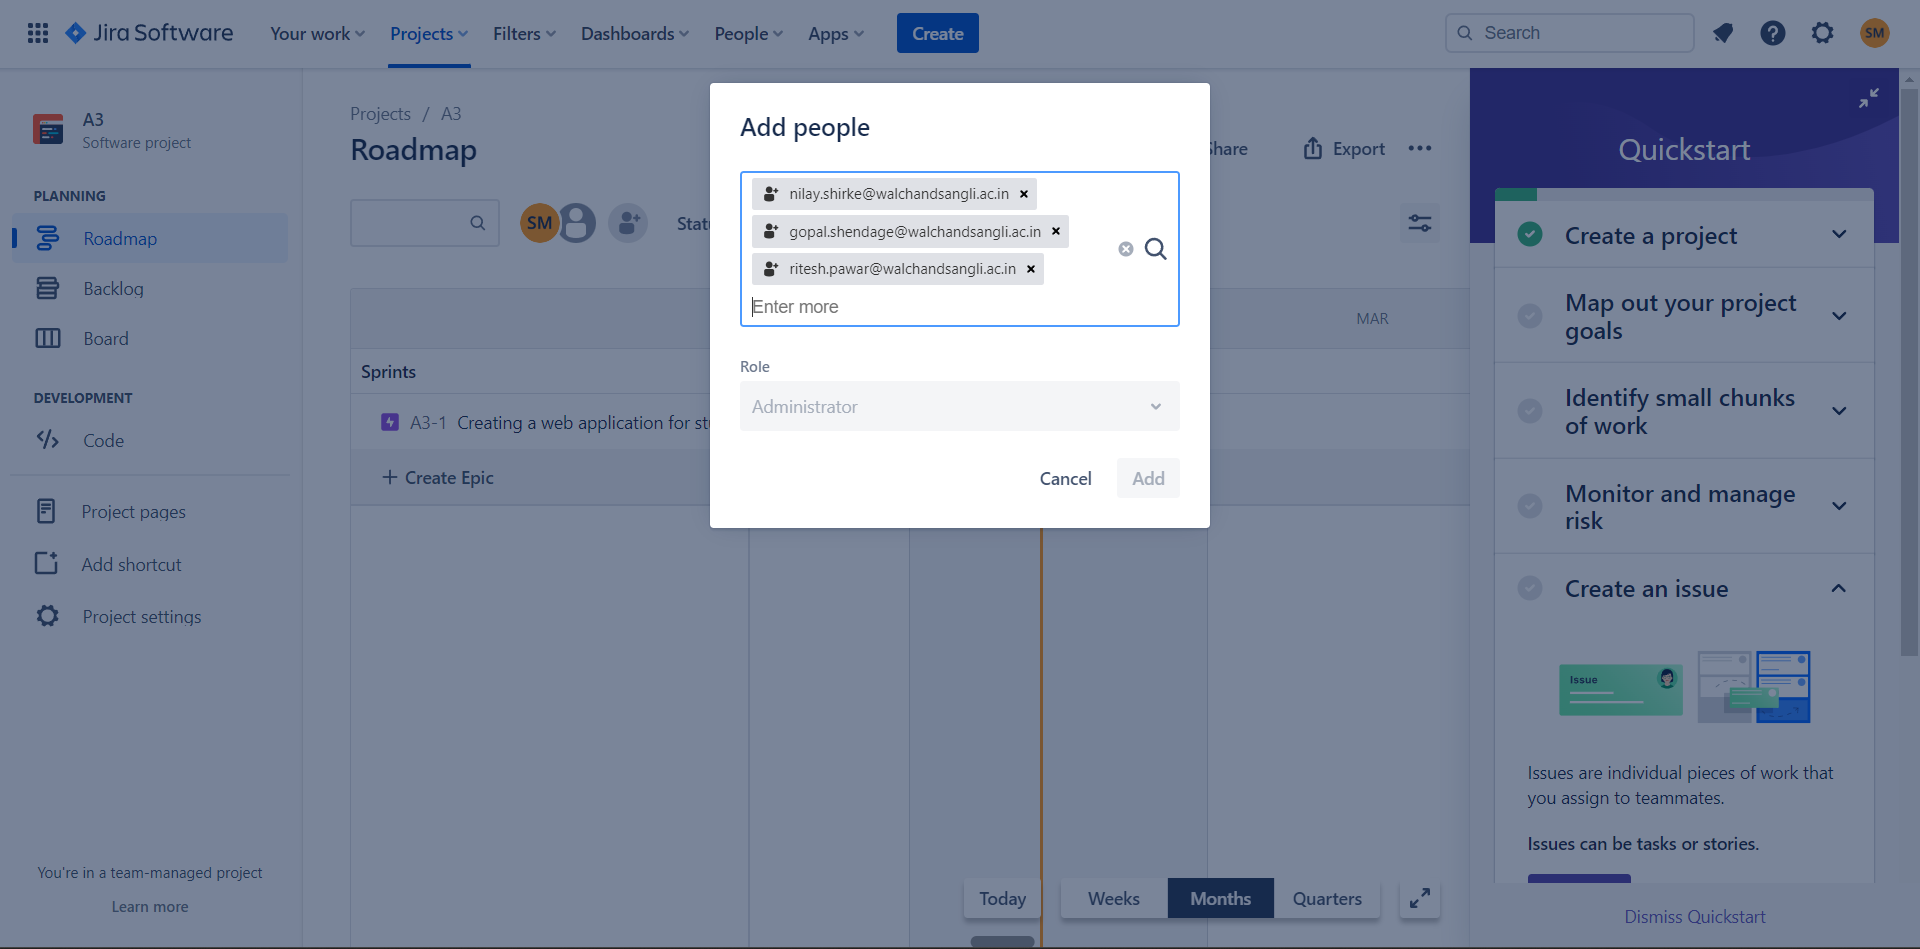 Jira Software
Your work
Projects
Filters
Dashboards
People
Apps
Create
Search
SM
A3
Software project
PLANNING
Roadmap
Backlog
Board
DEVELOPMENT
Code
Project pages
Add shortcut
Project settings
You're in a team-managed project
Learn more
Projects / A3
Roadmap
Export
SM
MAR
Sprints
A3-1 Creating a web application for
Create Epic
Today
Weeks
Months
Quarters
Add people
nilay.shirke@walchandsangli.ac.in
gopal.shendage@walchandsangli.ac.in
ritesh.pawar@walchandsangli.ac.in
Enter more
Role
Administrator
Cancel
Add
Quickstart
Create a project
Map out your project
goals
Identify small chunks
of work
Monitor and manage
risk
Create an issue
Issue
Issues are individual pieces of work that
you assign to teammates.
Issues can be tasks or stories.
Dismiss Quickstart